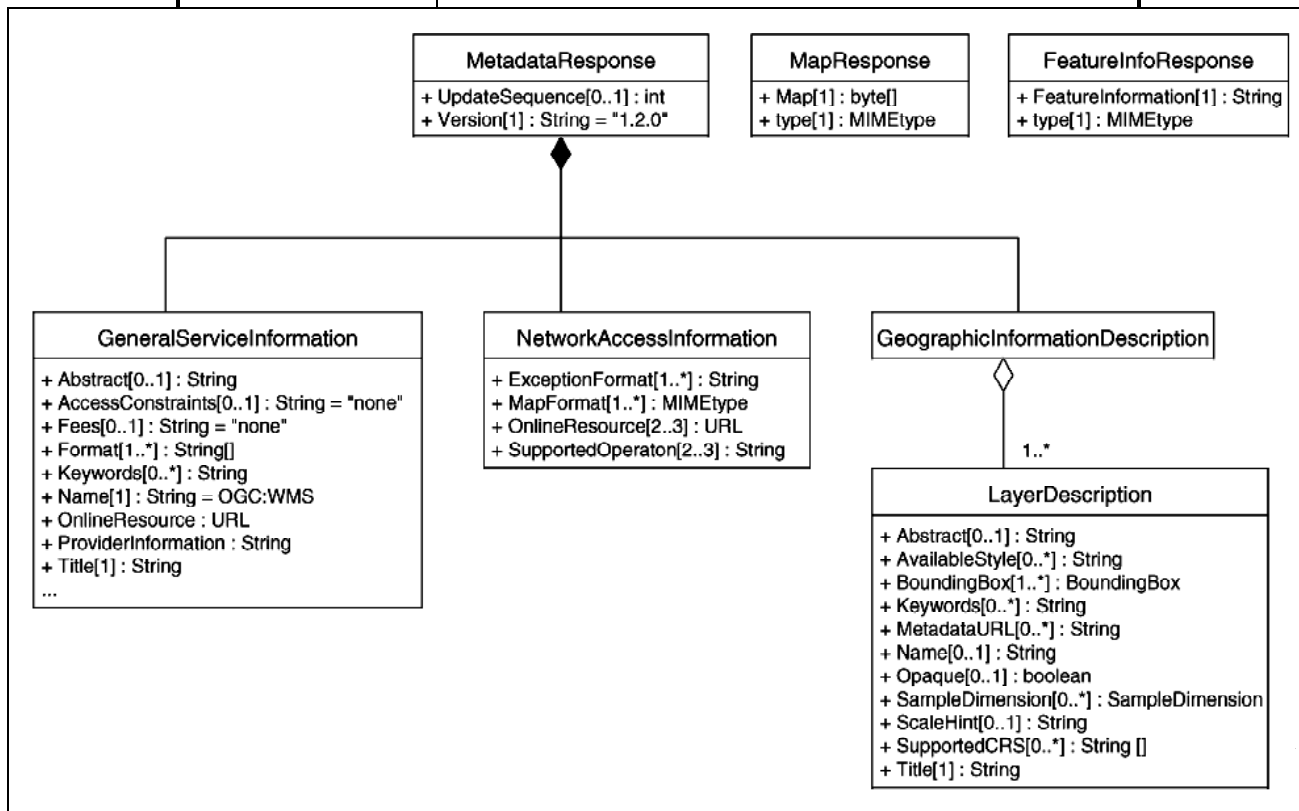 MetadataResponse
+ UpdateSequence[0..1] : int
+ Version[1] : String = "1.2.0"
MapResponse
+ Map[1] : byte[]
+ type[1] : MIMEtype
FeatureInfoResponse
+ FeatureInformation[1] : String
+ type[1] : MIMEtype
GeneralServiceInformation
+ Abstract[0..1] : String
+ AccessConstraints[0..1] : String = "none"
+ Fees[0..1] : String = "none"
+ Format[1..*] : String[]
+ Keywords[0..*] : String
+ Name[1] : String = OGC:WMS
+ OnlineResource : URL
+ ProviderInformation : String
+ Title[1] : String
...
NetworkAccessInformation
+ ExceptionFormat[1..*] : String
+ MapFormat[1..*] : MIMEtype
+ OnlineResource[2..3] : URL
+ SupportedOperaton[2..3] : String
GeographicInformationDescription
1..*
LayerDescription
+ Abstract[0..1] : String
+ AvailableStyle[0..*] : String
+ BoundingBox[1..*] : BoundingBox
+ Keywords[0..*] : String
+ MetadataURL[0..*] : String
+ Name[0..1] : String
+ Opaque[0..1] : boolean
+ SampleDimension[0..*] : SampleDimension
+ ScaleHint[0..1] : String
+ SupportedCRS[0..*] : String []
+ Title[1] : String